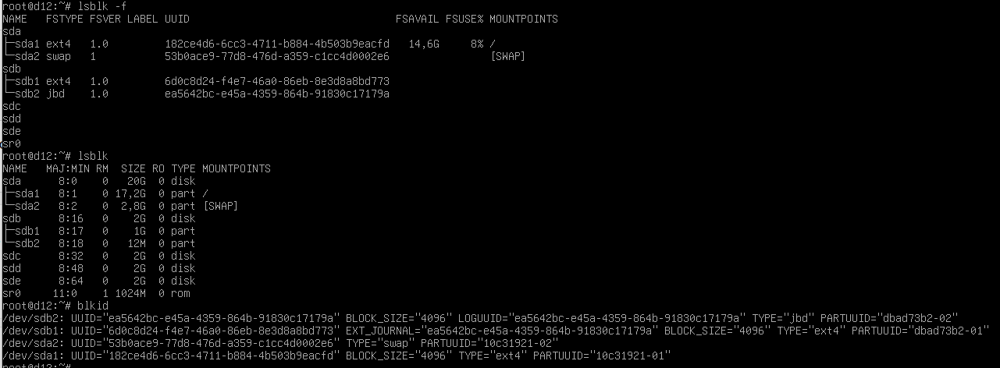 root@d12:~# lsblk -f
NAME   FSTYPE FSVER LABEL UUID                                 FSAVAIL FSUSE% MOUNTPOINTS
sda
├─sda1 ext4   1.0         182ce4d6-6cc3-4711-b884-4b503b9eacfd   14,6G     8% /
└─sda2 swap   1           53b0ace9-77d8-476d-a359-c1cc4d0002e6                [SWAP]
sdb
├─sdb1 ext4   1.0         6d0c8d24-f4e7-46a0-86eb-8e3d8a8bd773
└─sdb2 jbd    1.0         ea5642bc-e45a-4359-864b-91830c17179a
sdc
sdd
sde
sr0
root@d12:~# lsblk
NAME   MAJ:MIN RM  SIZE RO TYPE MOUNTPOINTS
sda      8:0    0   20G  0 disk
├─sda1   8:1    0 17,2G  0 part /
└─sda2   8:2    0  2,8G  0 part [SWAP]
sdb      8:16   0    2G  0 disk
├─sdb1   8:17   0    1G  0 part
└─sdb2   8:18   0   12M  0 part
sdc      8:32   0    2G  0 disk
sdd      8:48   0    2G  0 disk
sde      8:64   0    2G  0 disk
sr0     11:0    1 1024M  0 rom
root@d12:~# blkid
/dev/sdb2: UUID="ea5642bc-e45a-4359-864b-91830c17179a" BLOCK_SIZE="4096" LOGUUID="ea5642bc-e45a-4359-864b-91830c17179a" TYPE="jbd" PARTUUID="dbad73b2-02"
/dev/sdb1: UUID="6d0c8d24-f4e7-46a0-86eb-8e3d8a8bd773" EXT_JOURNAL="ea5642bc-e45a-4359-864b-91830c17179a" BLOCK_SIZE="4096" TYPE="ext4" PARTUUID="dbad73b2-01"
/dev/sda2: UUID="53b0ace9-77d8-476d-a359-c1cc4d0002e6" TYPE="swap" PARTUUID="10c31921-02"
/dev/sda1: UUID="182ce4d6-6cc3-4711-b884-4b503b9eacfd" BLOCK_SIZE="4096" TYPE="ext4" PARTUUID="10c31921-01"
root@d12:~#